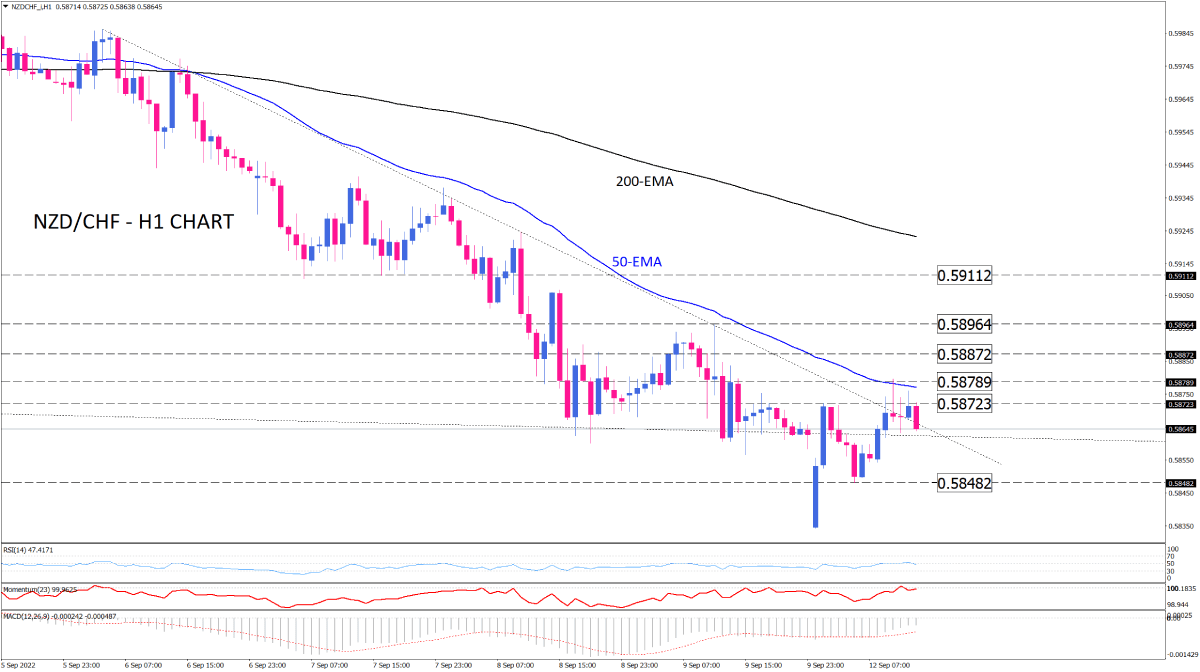 NZDCHF_i,H1 0.58714 0.58725 0.58638 0.58645
0.59845
0.59745
0.59645
0.59545
0.59445
200-EMA
0.59345
NZD/CHF - H1 CHART
0.59245
50-EMA
0.59145
0.59112
0.59112
0.59050
0.58964
0.58964
0.58872
0.58872
0.58850
0.58789
0.58789
0.58750
0.58723
0.58723
0.58645
0.58550
0.58482
0.58482
0.58450
0.58350
RSI(14) 47.4171
100
70
50
30
0
Momentum(23) 99.9625
100.1835
98.944
MACD(12,26,9) -0.000242 -0.000487
0.00025
0.00
-0.001429
5 Sep 2022
5 Sep 23:00
6 Sep 07:00
6 Sep 15:00
6 Sep 23:00
7 Sep 07:00
7 Sep 15:00
7 Sep 23:00
8 Sep 07:00
8 Sep 15:00
8 Sep 23:00
9 Sep 07:00
9 Sep 15:00
9 Sep 23:00
12 Sep 07:00